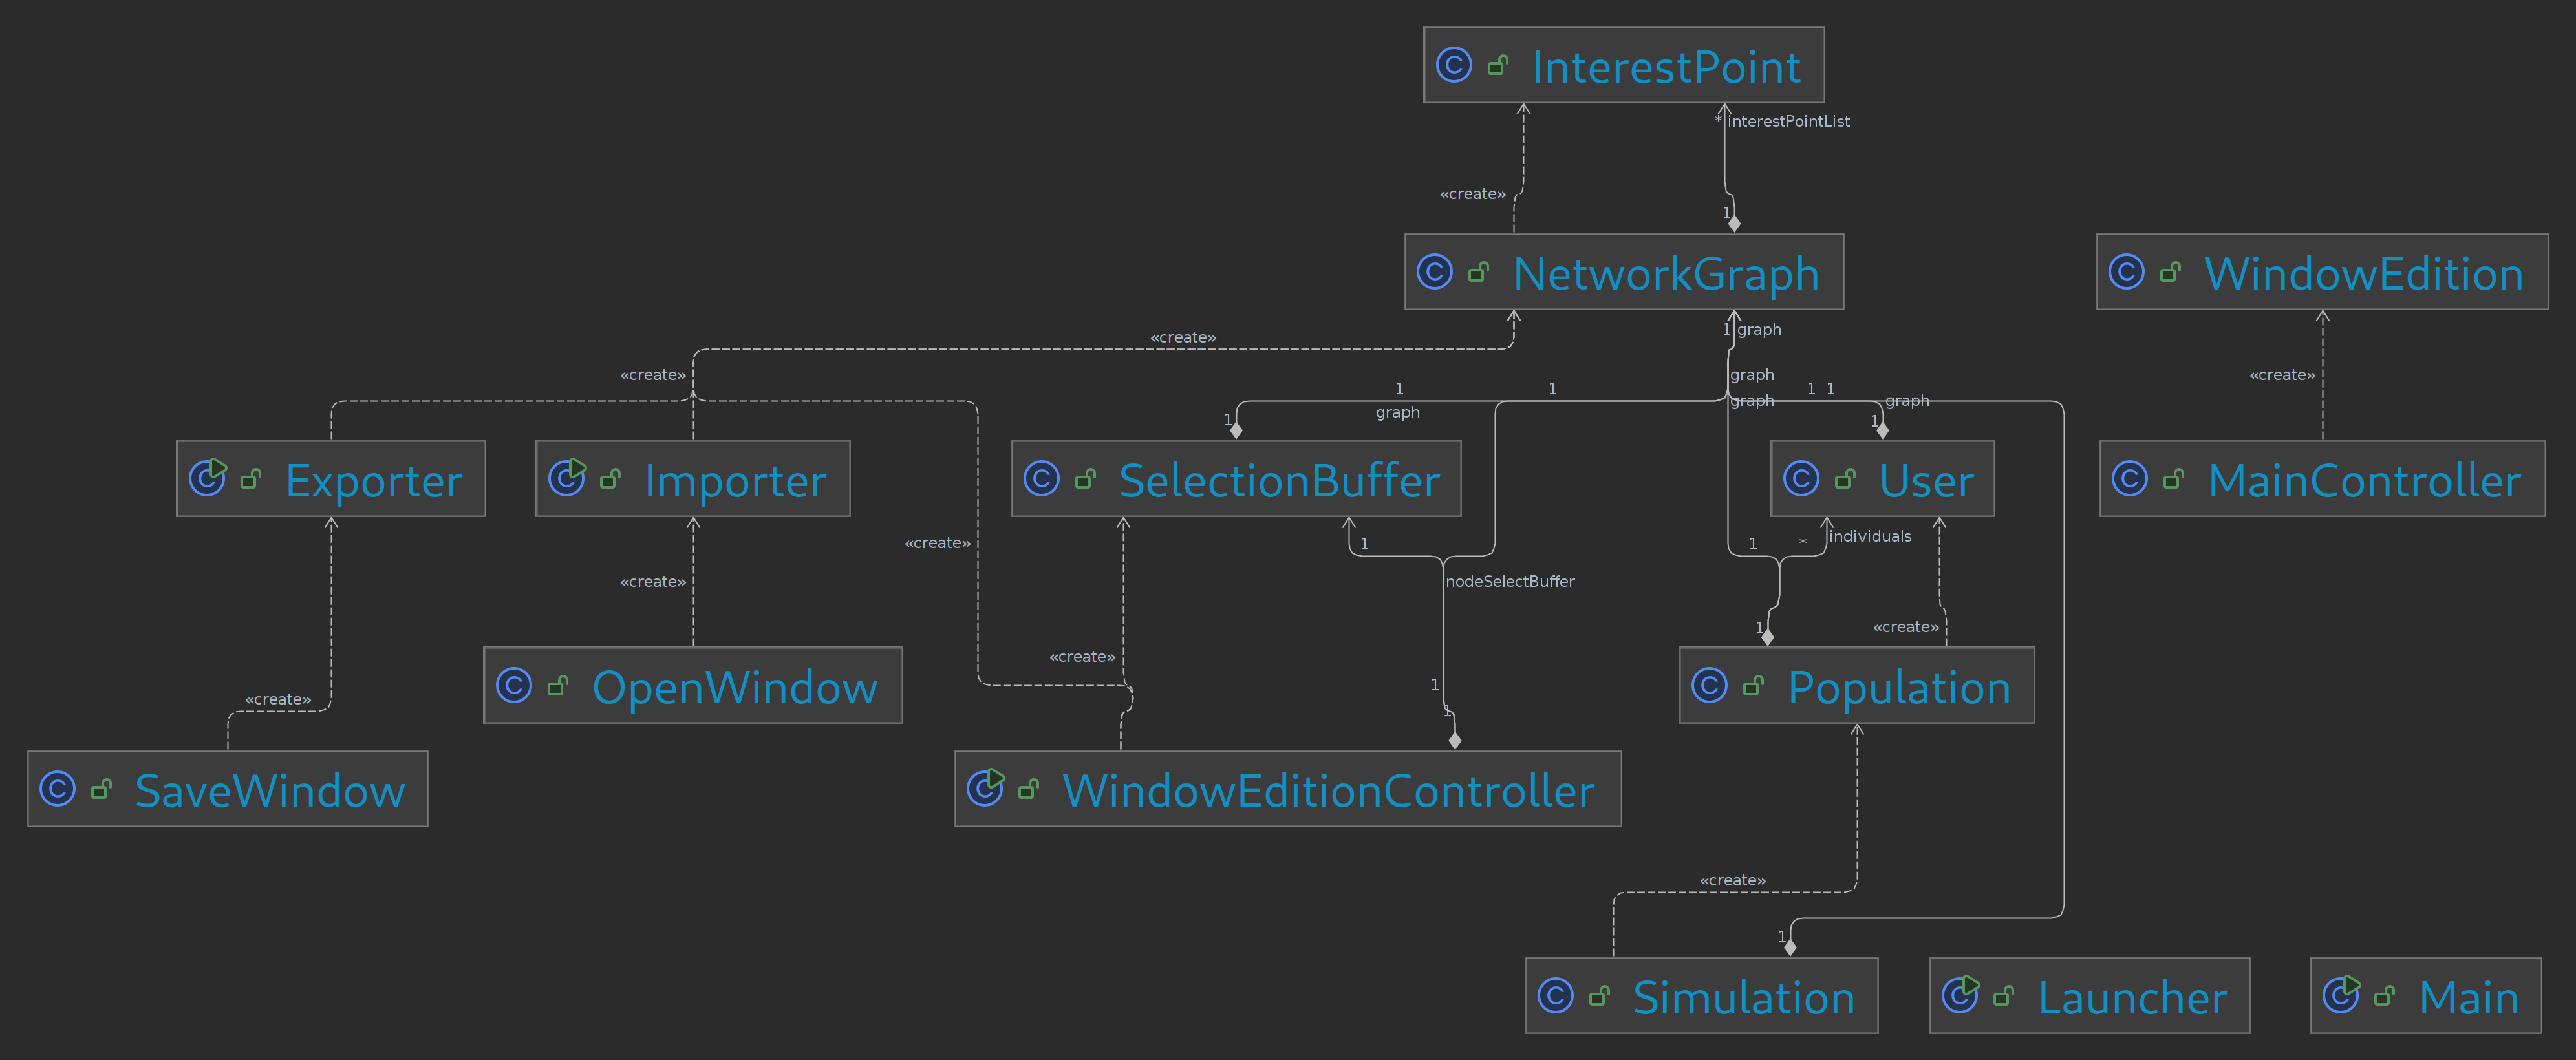 InterestPoint
* interestPointList
«create»
1
NetworkGraph
WindowEdition
1 graph
«create»
«create»
graph
«create»
1
1
1 1
graph
graph
graph
1
1
Exporter
Importer
SelectionBuffer
User
MainController
individuals
«create»
1
1
*
«create»
nodeSelectBuffer
«create»
1
«create»
1
OpenWindow
Population
«create»
1
SaveWindow
WindowEditionController
«create»
1
Simulation
Launcher
Main